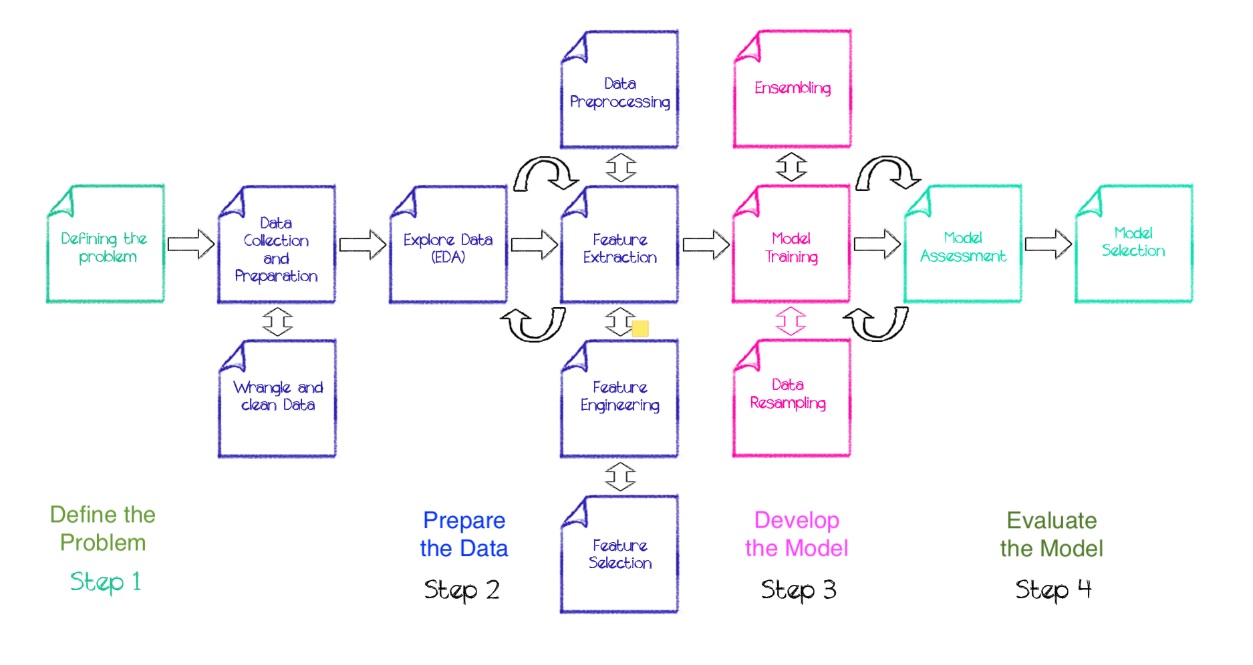 Data
Preprocessing
Ensembling
Defining the
problem
Data
Collection
and
Preparation
Explore Data
(EDA)
Feature
Extraction
Model
Training
Model
Assessment
Model
Selection
Wrangle and
clean Data
Feature
Engineering
Data
Resampling
Feature
Selection
Define the
Problem
Step 1
Prepare
the Data
Step 2
Develop
the Model
Step 3
Evaluate
the Model
Step 4